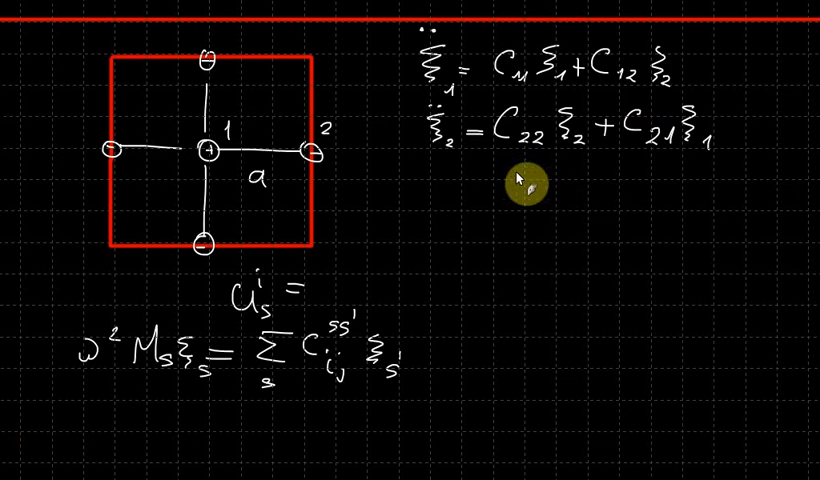 ξ̈₁ = C₁₁ ξ₁ + C₁₂ ξ₂
ξ̈₂ = C₂₂ ξ₂ + C₂₁ ξ₁
⊖
⊖ ⊕ 1 ⊖ 2
a
⊖
uₛⁱ =
ω² Mₛ ξₛ = Σₛ Cᵢⱼˢˢ' ξₛ'